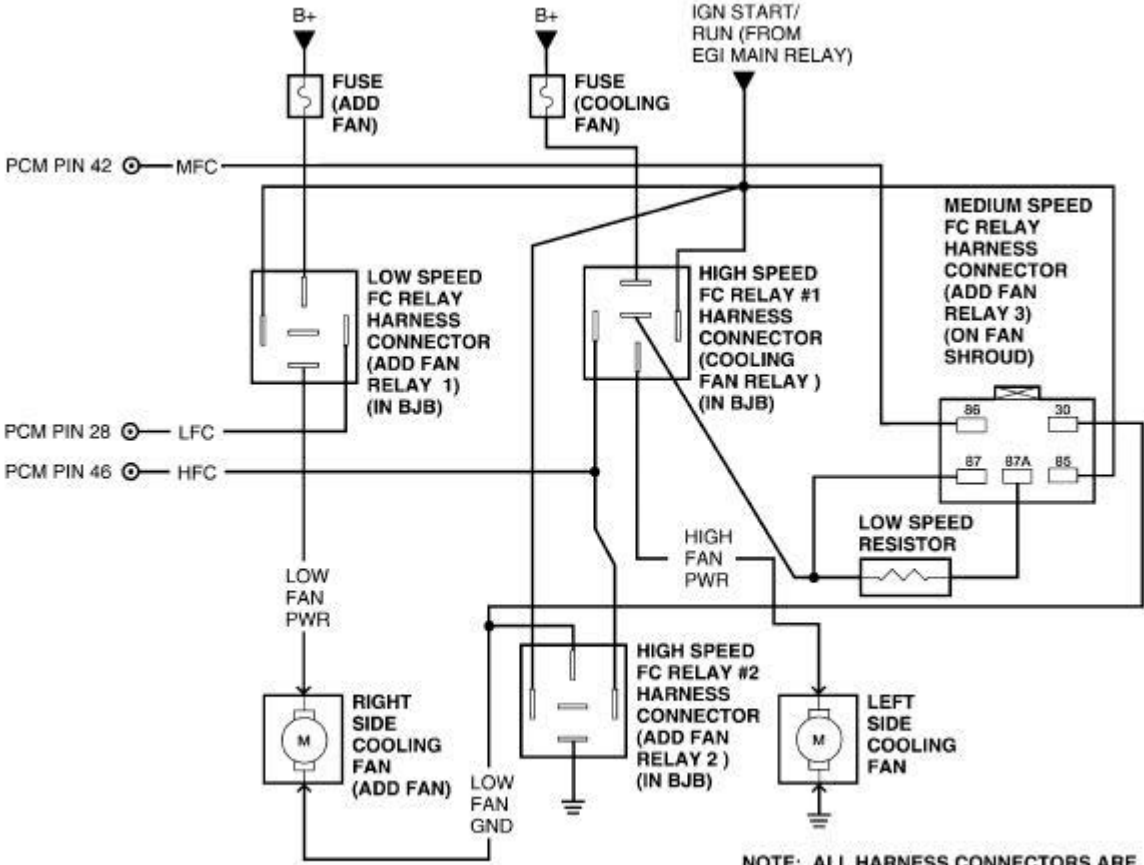 B+
B+
IGN START/
RUN (FROM
EGI MAIN RELAY)
FUSE
(ADD
FAN)
FUSE
(COOLING
FAN)
PCM PIN 42
MFC
LOW SPEED
FC RELAY
HARNESS
CONNECTOR
(ADD FAN
RELAY 1)
(IN BJB)
HIGH SPEED
FC RELAY #1
HARNESS
CONNECTOR
(COOLING
FAN RELAY )
(IN BJB)
MEDIUM SPEED
FC RELAY
HARNESS
CONNECTOR
(ADD FAN
RELAY 3)
(ON FAN
SHROUD)
86
30
87
87A
85
PCM PIN 28
LFC
PCM PIN 46
HFC
LOW SPEED
RESISTOR
HIGH
FAN
PWR
LOW
FAN
PWR
HIGH SPEED
FC RELAY #2
HARNESS
CONNECTOR
(ADD FAN
RELAY 2 )
(IN BJB)
RIGHT
SIDE
COOLING
FAN
(ADD FAN)
M
LEFT
SIDE
COOLING
FAN
M
LOW
FAN
GND
NOTE: ALL HARNESS CONNECTORS ARE